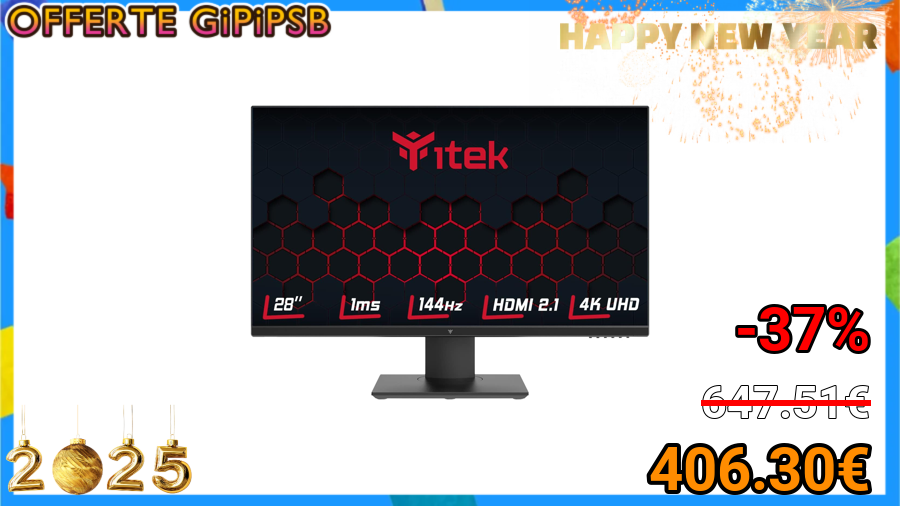 OFFERTE GiPiPSB
HAPPY NEW YEAR
itek
28"
1ms
144Hz
HDMI 2.1
4K UHD
-37%
647.51€
406.30€
2025